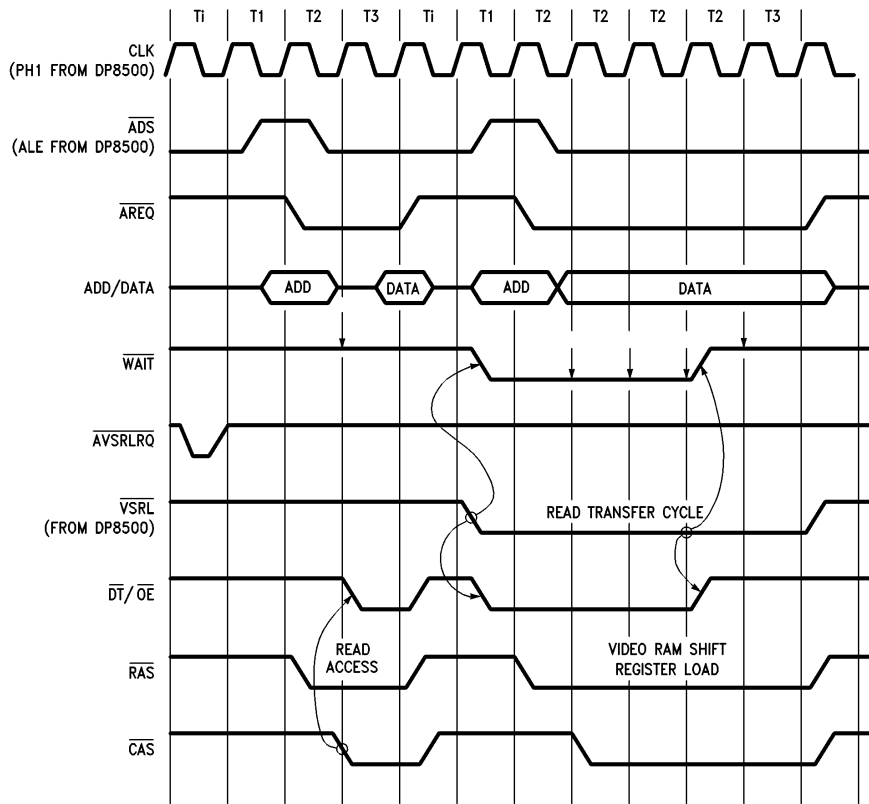 Ti T1 T2 T3 Ti T1 T2 T2 T2 T2 T3
CLK
(PH1 FROM DP8500)
ADS
(ALE FROM DP8500)
AREQ
ADD/DATA
ADD
DATA
ADD
DATA
WAIT
AVSRLRQ
VSRL
(FROM DP8500)
READ TRANSFER CYCLE
DT/OE
READ
ACCESS
VIDEO RAM SHIFT
REGISTER LOAD
RAS
CAS